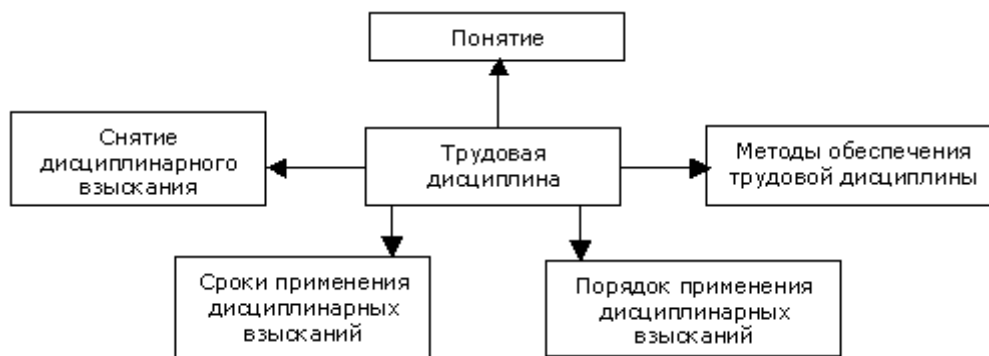 Понятие
Снятие
дисциплинарного
взыскания
Трудовая
дисциплина
Методы обеспечения
трудовой дисциплины
Сроки применения
дисциплинарных
взысканий
Порядок применения
дисциплинарных
взысканий